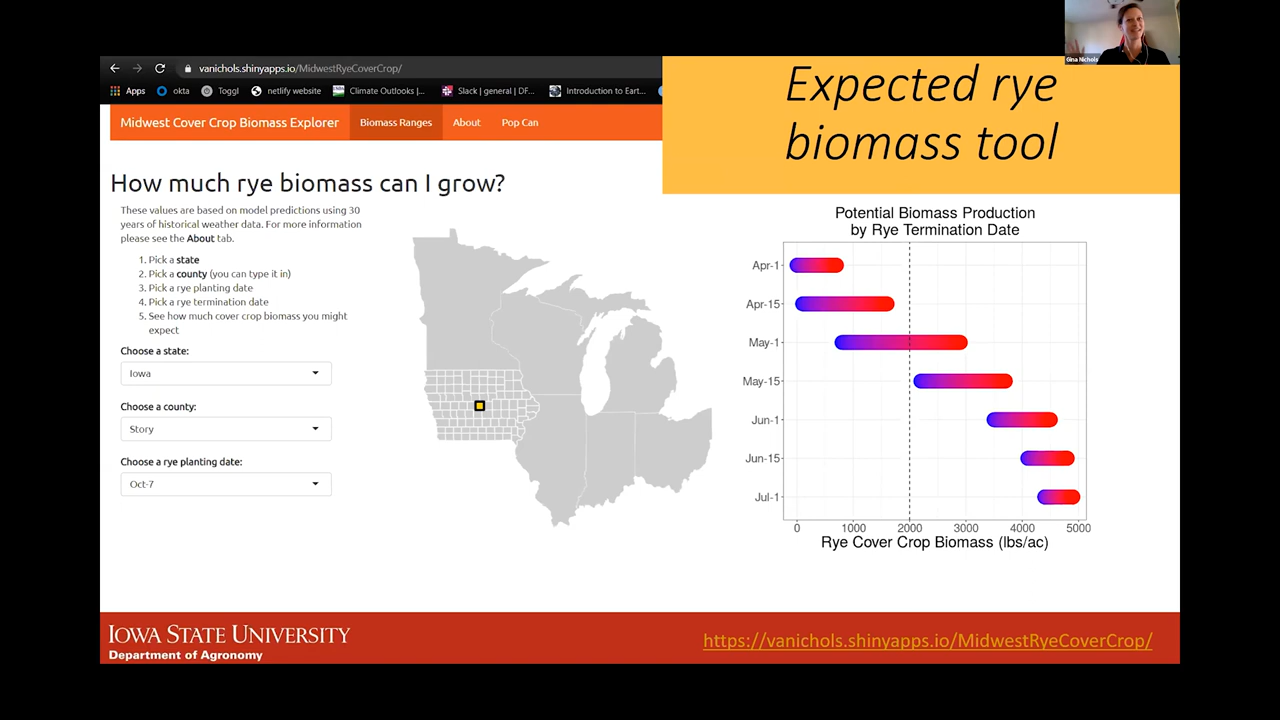 Gina Nichols
vanichols.shinyapps.io/MidwestRyeCoverCrop/
Apps okta Toggl netlify website Climate Outlooks |... Slack | general | DF... Introduction to Eart...
Midwest Cover Crop Biomass Explorer Biomass Ranges About Pop Can
Expected rye
biomass tool
How much rye biomass can I grow?
These values are based on model predictions using 30
years of historical weather data. For more information
please see the About tab.
1. Pick a state
2. Pick a county (you can type it in)
3. Pick a rye planting date
4. Pick a rye termination date
5. See how much cover crop biomass you might
expect
Choose a state:
Iowa
Choose a county:
Story
Choose a rye planting date:
Oct-7
Potential Biomass Production
by Rye Termination Date
Apr-1
Apr-15
May-1
May-15
Jun-1
Jun-15
Jul-1
0 1000 2000 3000 4000 5000
Rye Cover Crop Biomass (lbs/ac)
IOWA STATE UNIVERSITY
Department of Agronomy
https://vanichols.shinyapps.io/MidwestRyeCoverCrop/